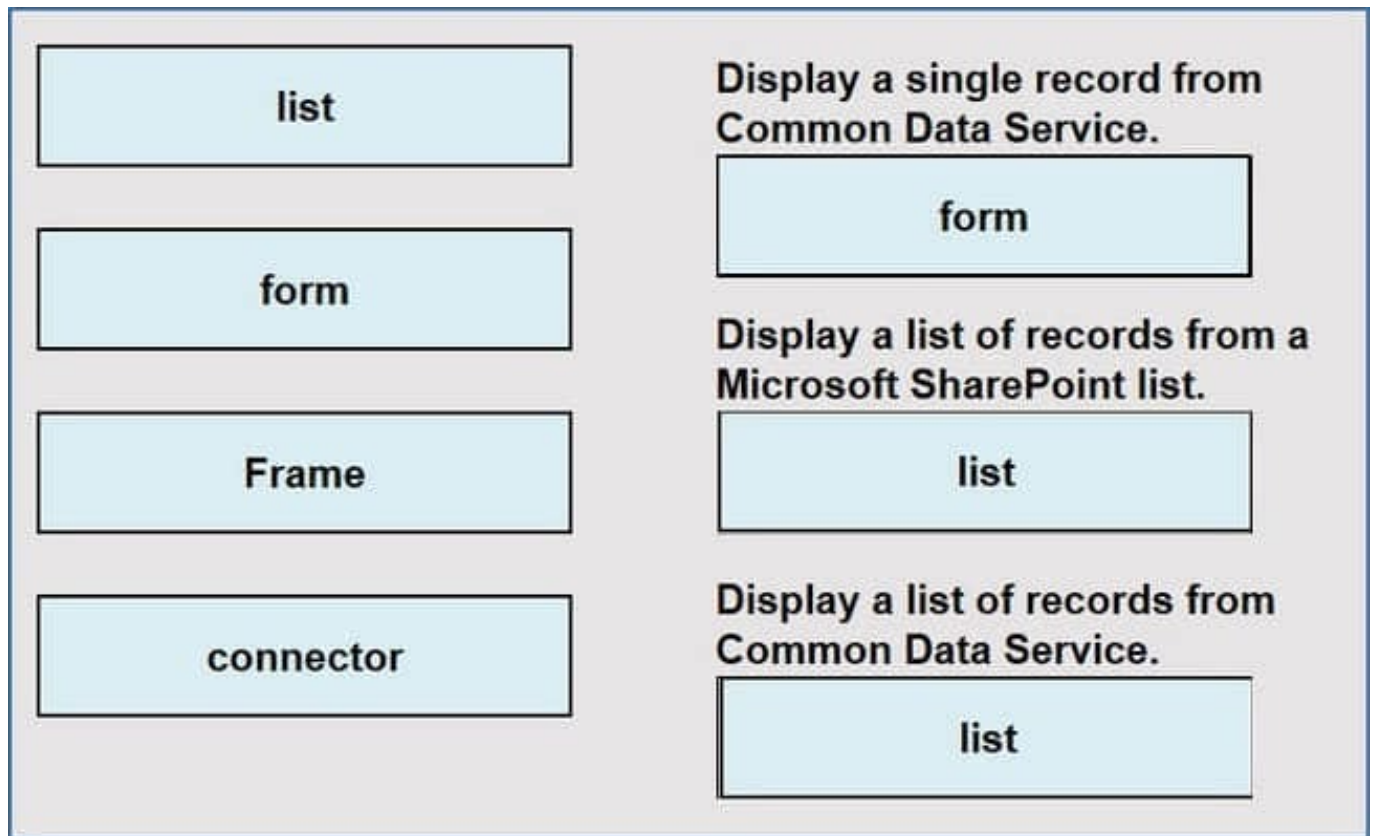 list
form
Frame
connector
Display a single record from
Common Data Service.
form
Display a list of records from a
Microsoft SharePoint list.
list
Display a list of records from
Common Data Service.
list